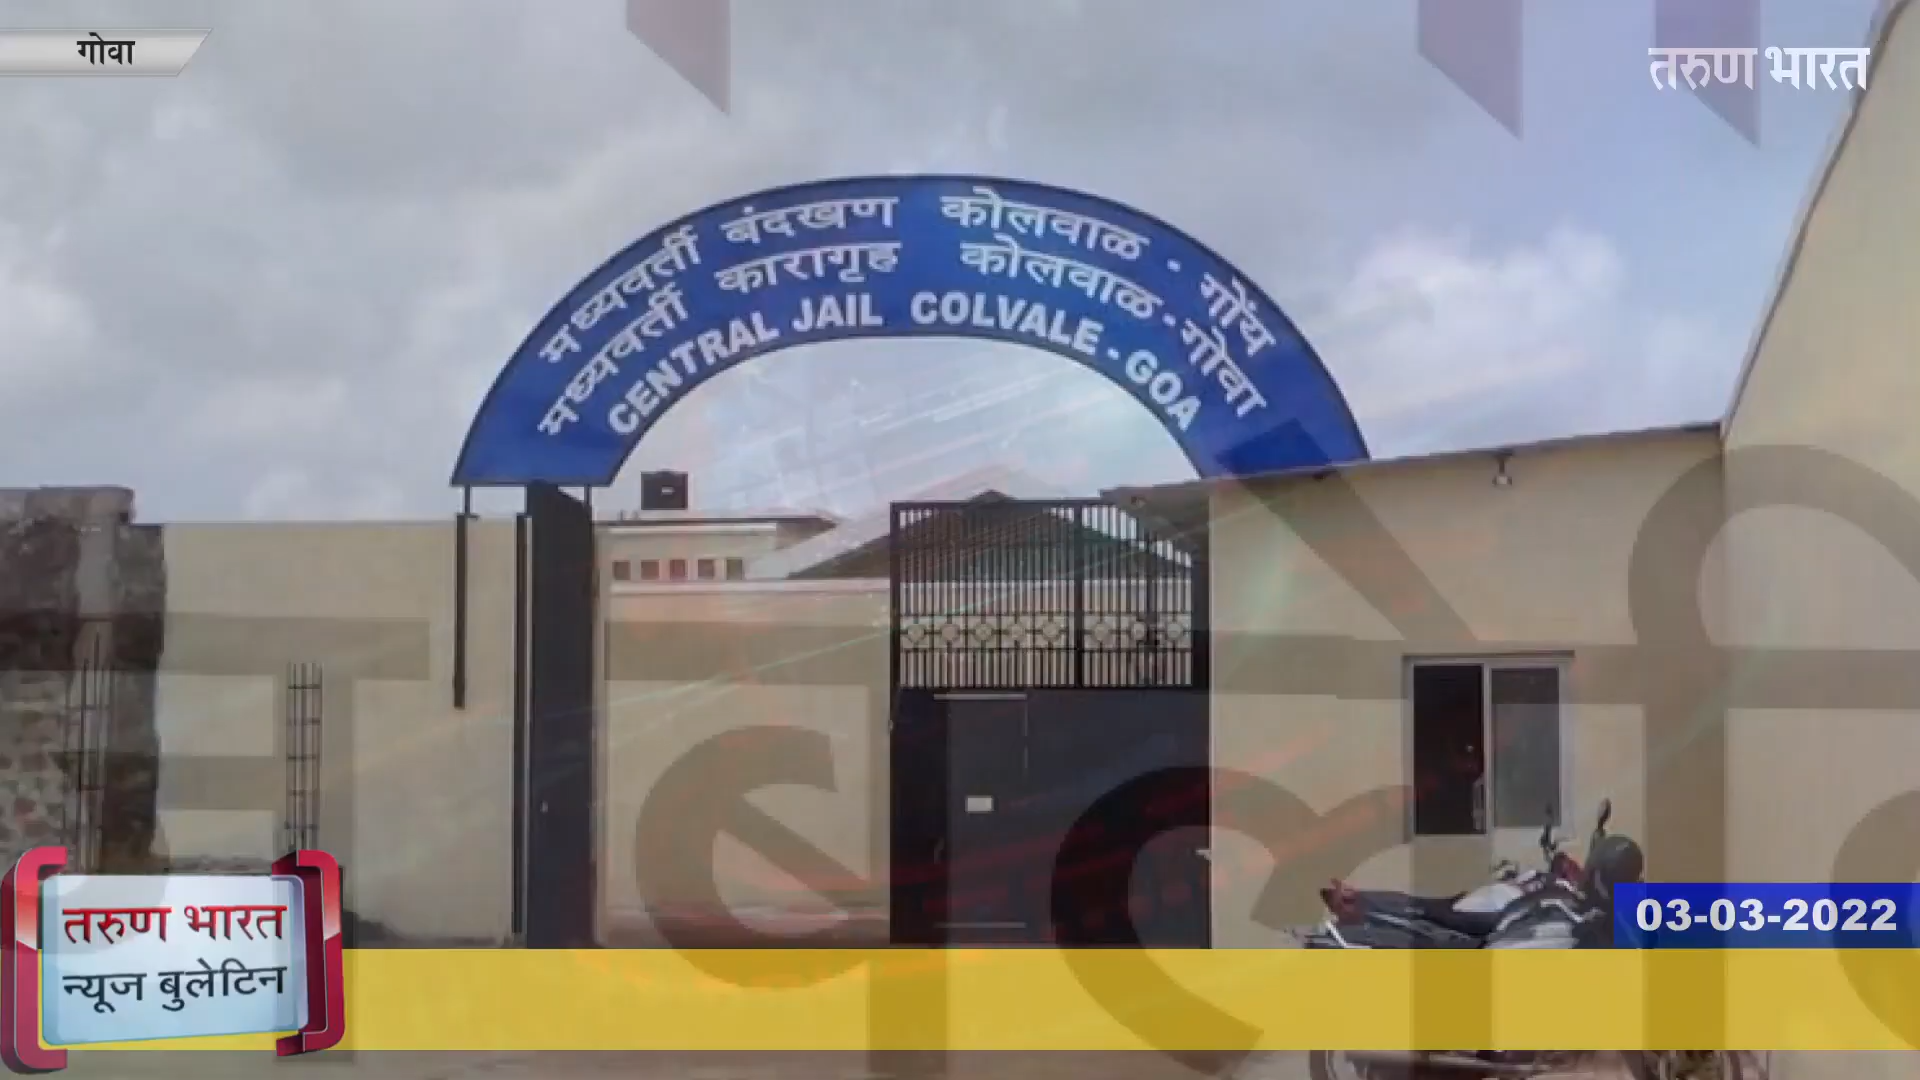 गोवा
तरुण भारत
मध्यवर्ती बंदखण कोलवाळ - गोंय
मध्यवर्ती कारागृह कोलवाळ - गोवा
CENTRAL JAIL COLVALE - GOA
03-03-2022
तरुण भारत
न्यूज बुलेटिन